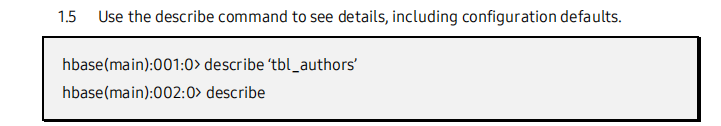 1.5 Use the describe command to see details, including configuration defaults.
hbase(main):001:0> describe ‘tbl_authors’
hbase(main):002:0> describe